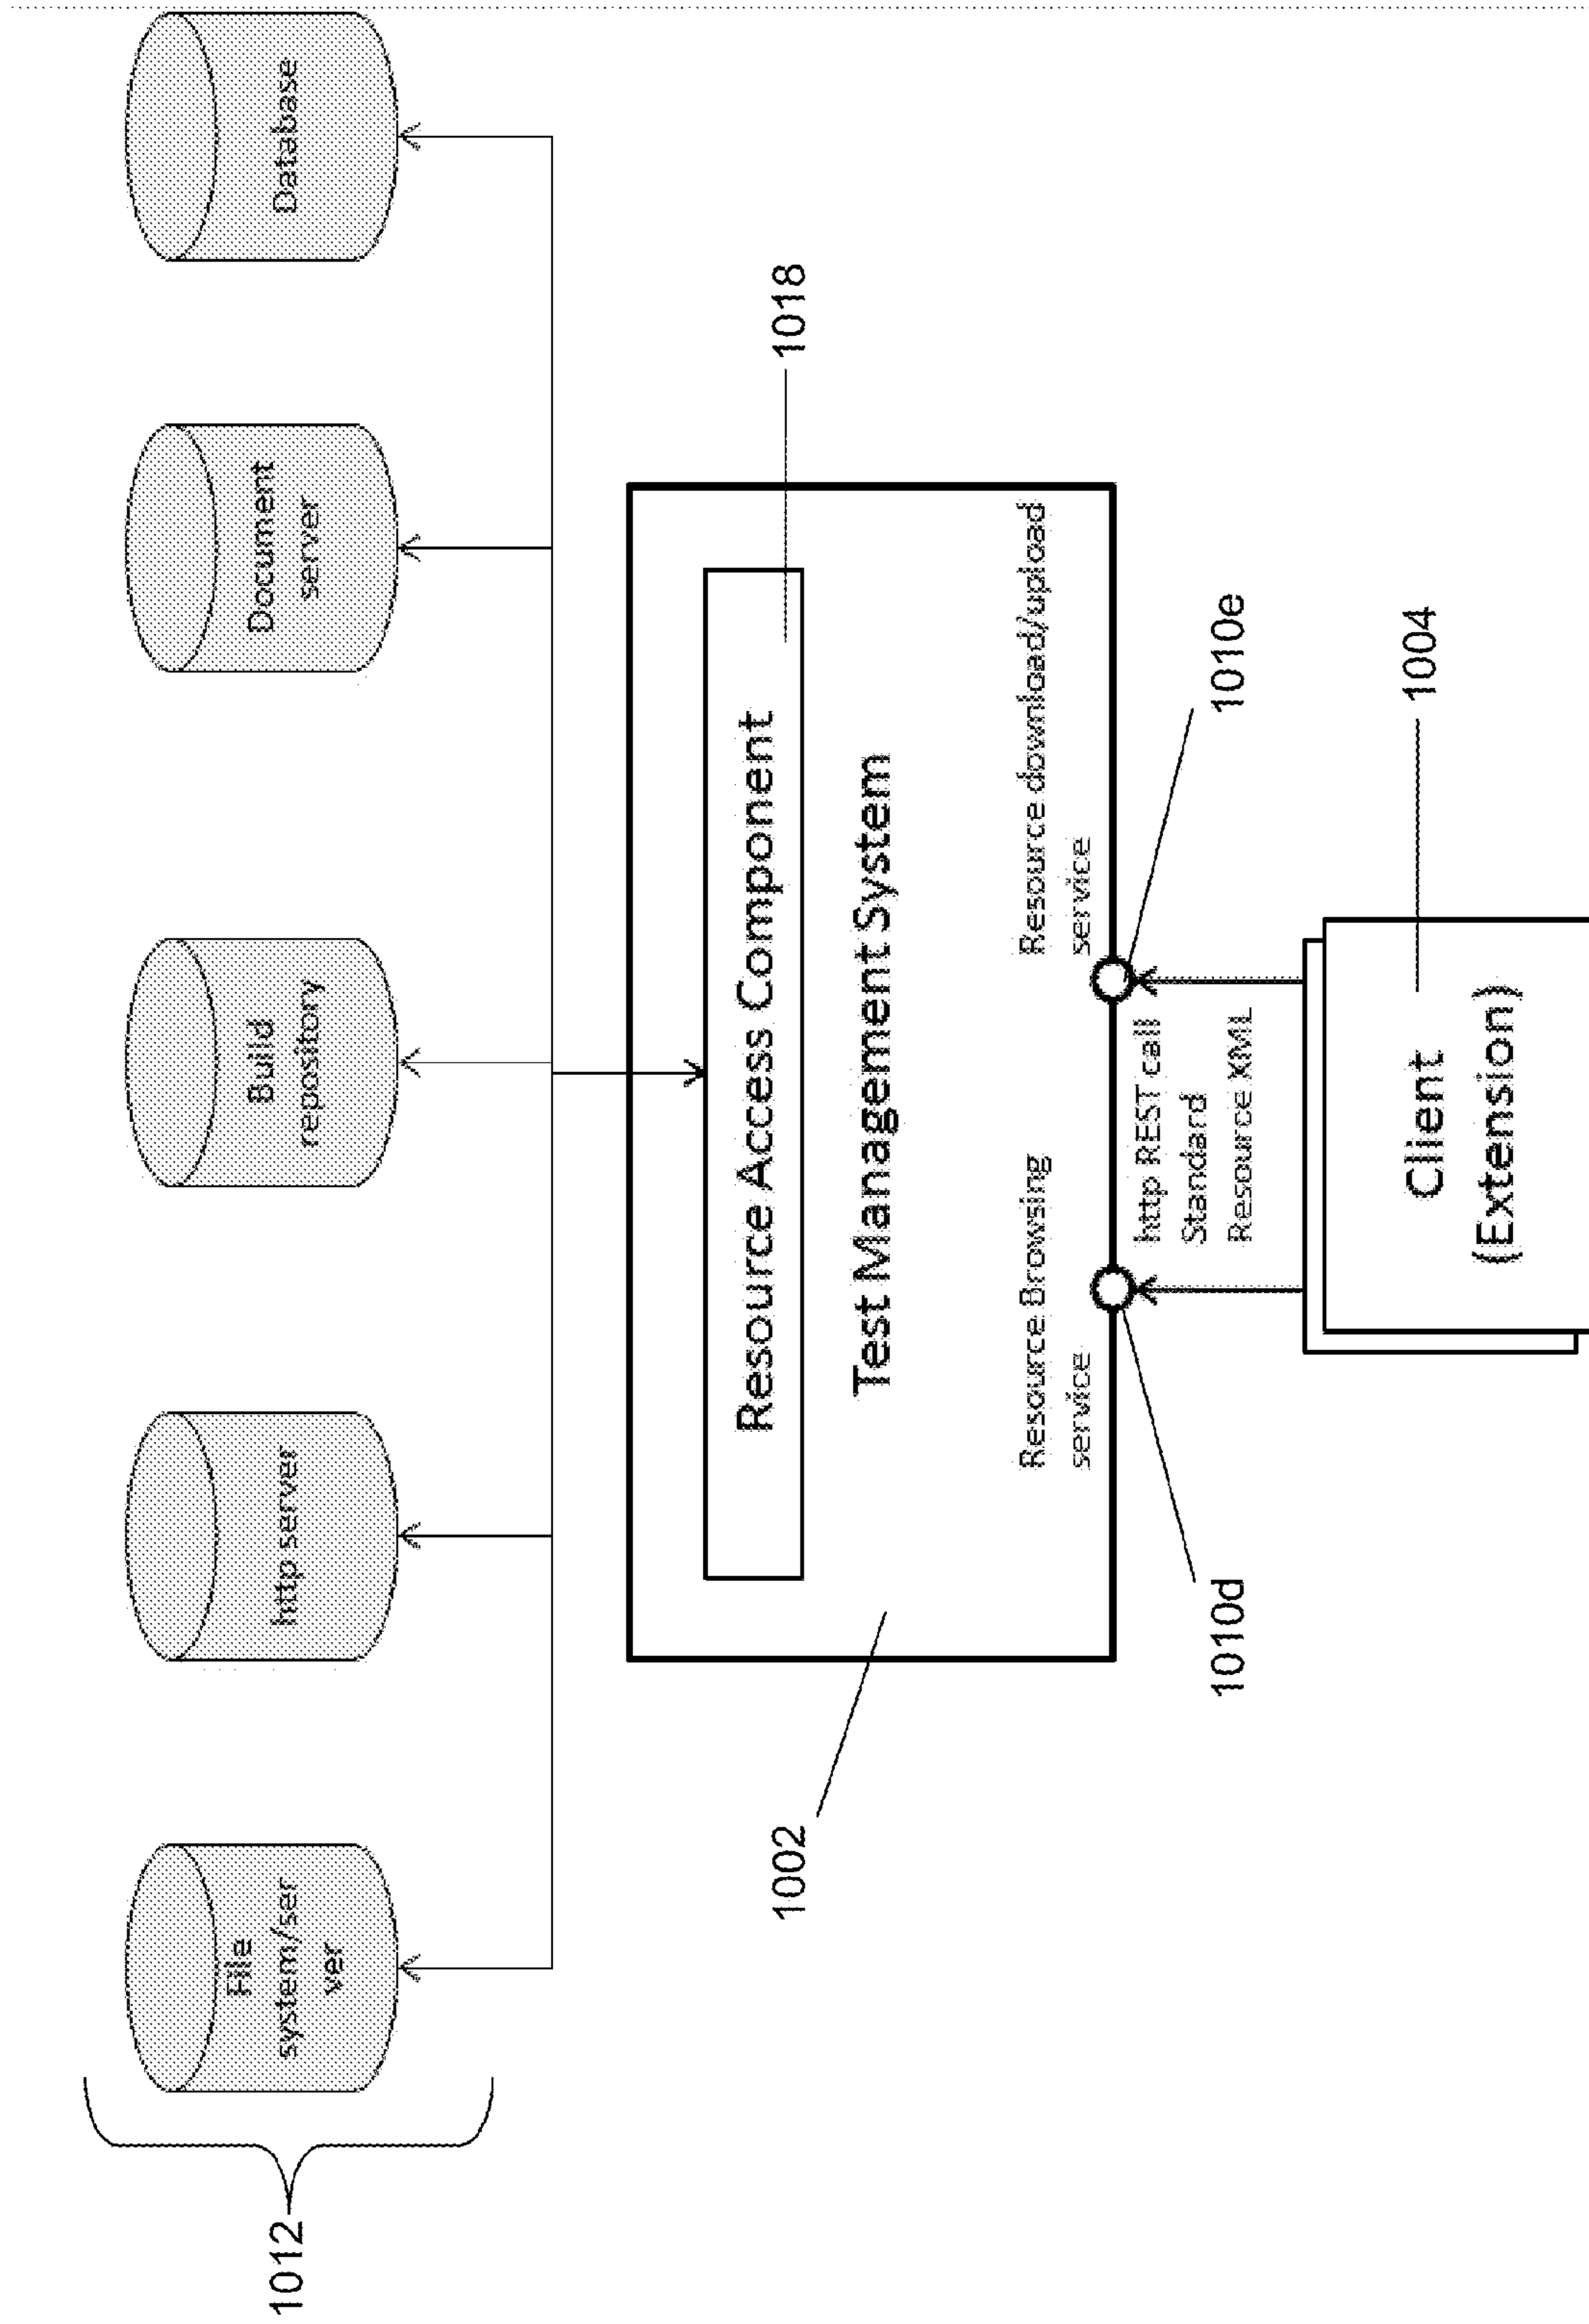 1012
File
system/ser
ver
http server
Build
repository
Document
server
Database
1002
Resource Access Component
1018
Test Management System
Resource Browsing
service
Resource download/upload
service
1010d
http REST call
Standard
Resource XML
1010e
Client
(Extension)
1004